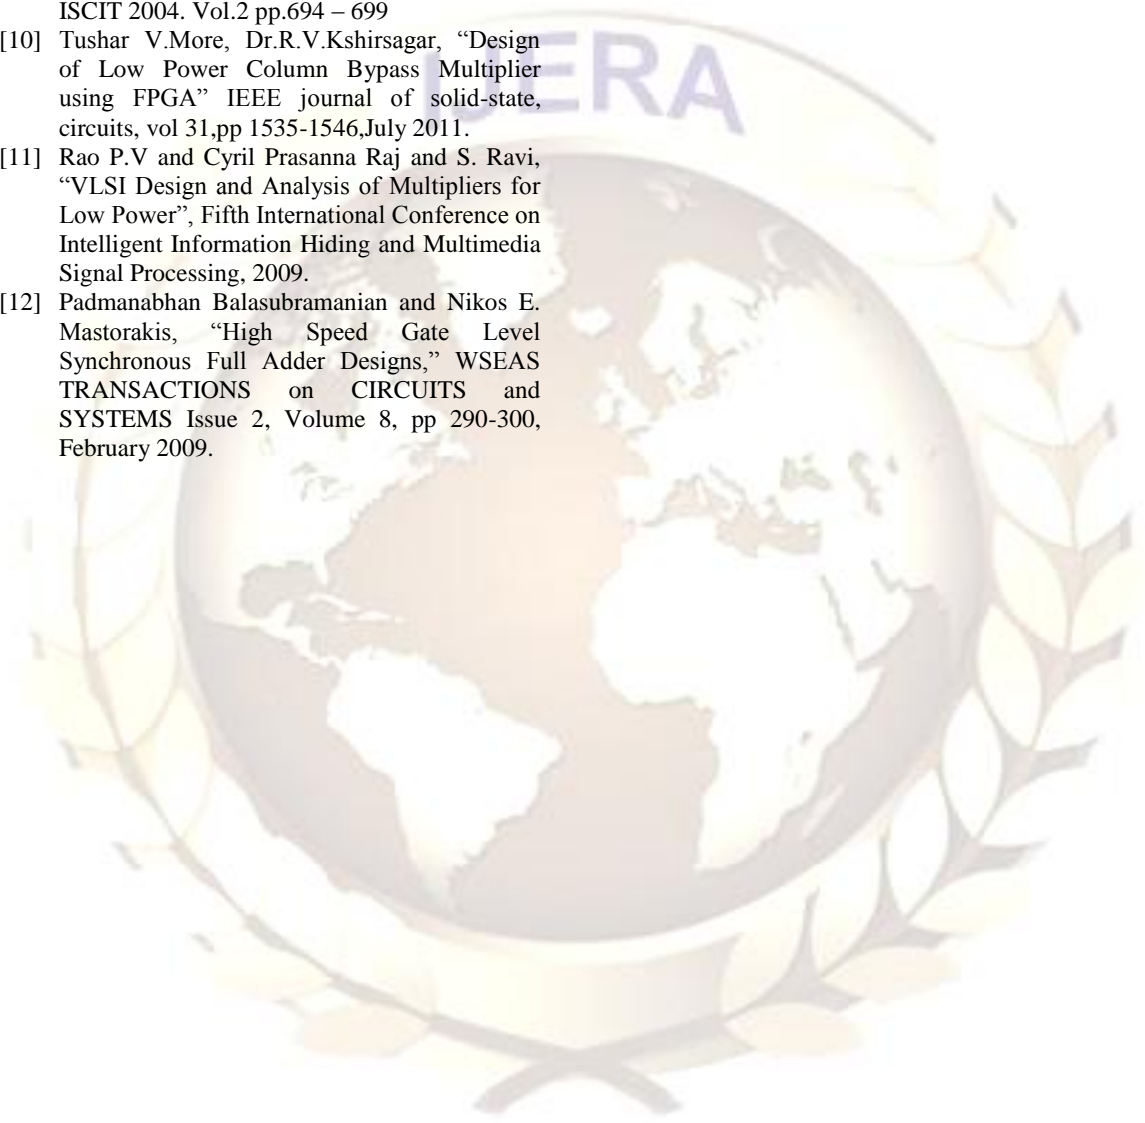 ISCIT 2004. Vol.2 pp.694 – 699
[10] Tushar V.More, Dr.R.V.Kshirsagar, “Design
of Low Power Column Bypass Multiplier
using FPGA” IEEE journal of solid-state,
circuits, vol 31,pp 1535-1546,July 2011.
[11] Rao P.V and Cyril Prasanna Raj and S. Ravi,
“VLSI Design and Analysis of Multipliers for
Low Power”, Fifth International Conference on
Intelligent Information Hiding and Multimedia
Signal Processing, 2009.
[12] Padmanabhan Balasubramanian and Nikos E.
Mastorakis, “High Speed Gate Level
Synchronous Full Adder Designs,” WSEAS
TRANSACTIONS on CIRCUITS and
SYSTEMS Issue 2, Volume 8, pp 290-300,
February 2009.
IJERA